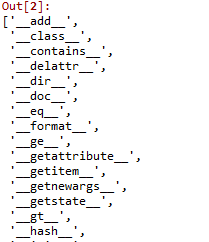 Out[2]:
['__add__',
'__class__',
'__contains__',
'__delattr__',
'__dir__',
'__doc__',
'__eq__',
'__format__',
'__ge__',
'__getattribute__',
'__getitem__',
'__getnewargs__',
'__getstate__',
'__gt__',
'__hash__',